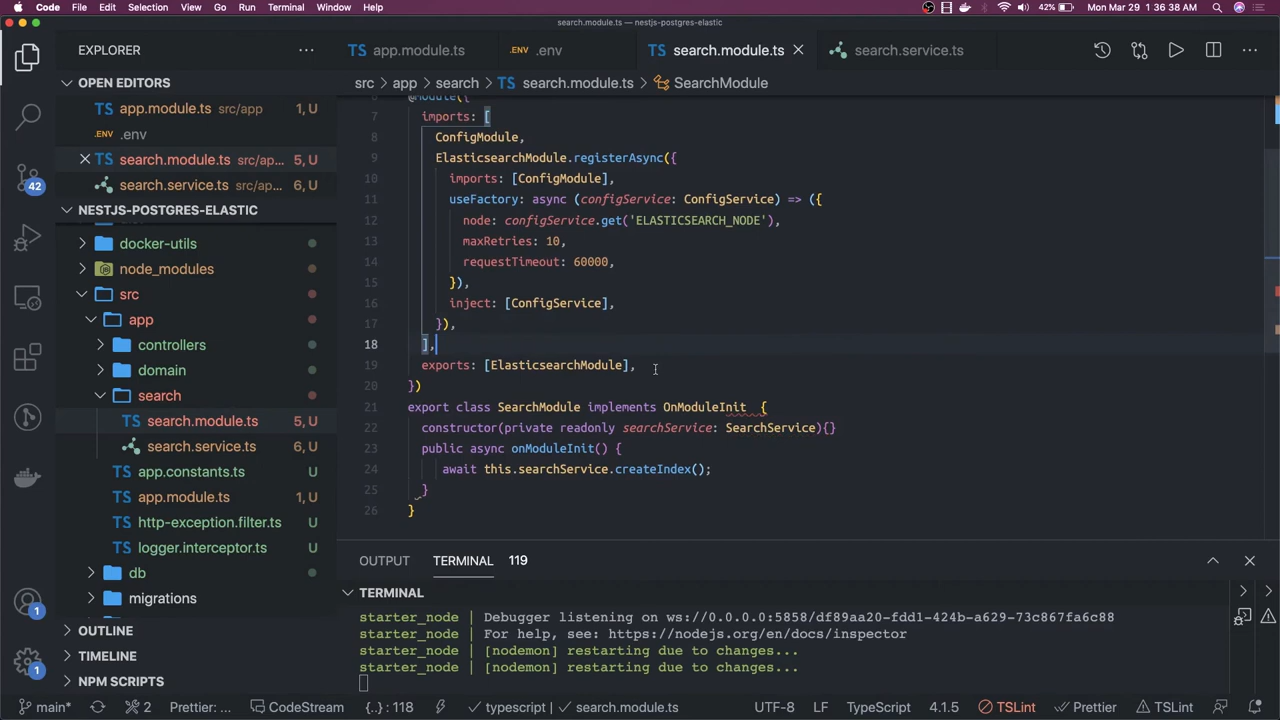 Code File Edit Selection View Go Run Terminal Window Help 42% Mon Mar 29 1:36:38 AM
search.module.ts — nestjs-postgres-elastic
EXPLORER
OPEN EDITORS
TS app.module.ts src/app 1, U
.ENV .env
TS search.module.ts src/ap... 5, U
search.service.ts src/ap... 6, U
NESTJS-POSTGRES-ELASTIC
docker-utils
node_modules
src
app
controllers
domain
search
TS search.module.ts 5, U
search.service.ts 6, U
TS app.constants.ts U
TS app.module.ts 1, U
TS http-exception.filter.ts U
TS logger.interceptor.ts U
db
migrations
OUTLINE
TIMELINE
NPM SCRIPTS
42
1
1
TS app.module.ts .ENV .env TS search.module.ts search.service.ts
src › app › search › TS search.module.ts › SearchModule
6 @Module({
7 imports: [
8 ConfigModule,
9 ElasticsearchModule.registerAsync({
10 imports: [ConfigModule],
11 useFactory: async (configService: ConfigService) => ({
12 node: configService.get('ELASTICSEARCH_NODE'),
13 maxRetries: 10,
14 requestTimeout: 60000,
15 }),
16 inject: [ConfigService],
17 }),
18 ],
19 exports: [ElasticsearchModule],
20 })
21 export class SearchModule implements OnModuleInit {
22 constructor(private readonly searchService: SearchService){}
23 public async onModuleInit() {
24 await this.searchService.createIndex();
25 }
26 }
OUTPUT TERMINAL 119
TERMINAL
starter_node | Debugger listening on ws://0.0.0.0:5858/df89aa20-fdd1-424b-a629-73c867fa6c88
starter_node | For help, see: https://nodejs.org/en/docs/inspector
starter_node | [nodemon] restarting due to changes...
starter_node | [nodemon] restarting due to changes...
main* 2 Prettier: ... CodeStream {..} : 118 typescript | search.module.ts UTF-8 LF TypeScript 4.1.5 TSLint Prettier TSLint